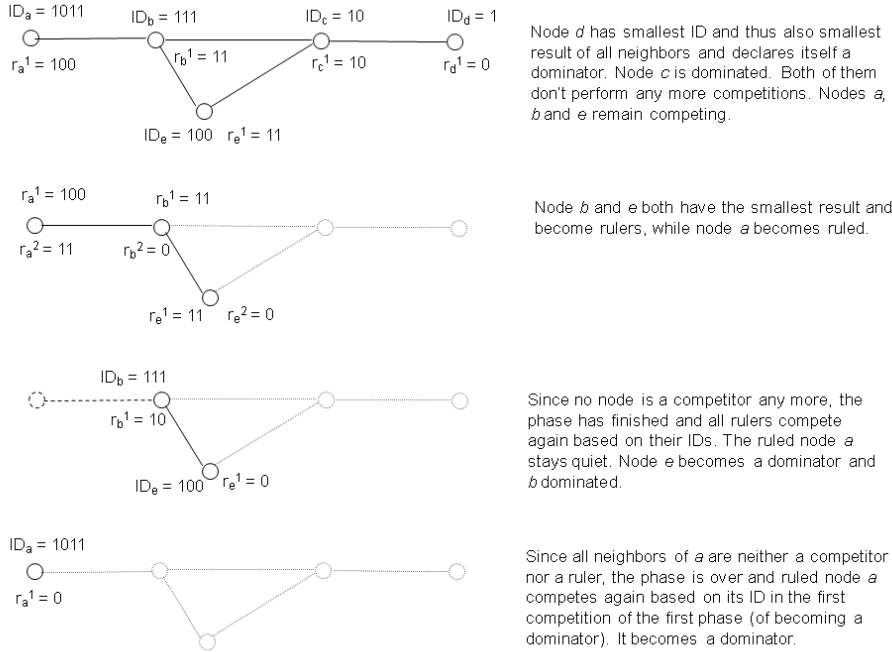 ID_a = 1011 ID_b = 111 ID_c = 10 ID_d = 1
r_a^1 = 100 r_b^1 = 11 r_c^1 = 10 r_d^1 = 0
ID_e = 100 r_e^1 = 11
Node d has smallest ID and thus also smallest
result of all neighbors and declares itself a
dominator. Node c is dominated. Both of them
don't perform any more competitions. Nodes a,
b and e remain competing.
r_a^1 = 100 r_b^1 = 11
r_a^2 = 11 r_b^2 = 0
r_e^1 = 11 r_e^2 = 0
Node b and e both have the smallest result and
become rulers, while node a becomes ruled.
ID_b = 111
r_b^1 = 10
ID_e = 100 r_e^1 = 0
Since no node is a competitor any more, the
phase has finished and all rulers compete
again based on their IDs. The ruled node a
stays quiet. Node e becomes a dominator and
b dominated.
ID_a = 1011
r_a^1 = 0
Since all neighbors of a are neither a competitor
nor a ruler, the phase is over and ruled node a
competes again based on its ID in the first
competition of the first phase (of becoming a
dominator). It becomes a dominator.